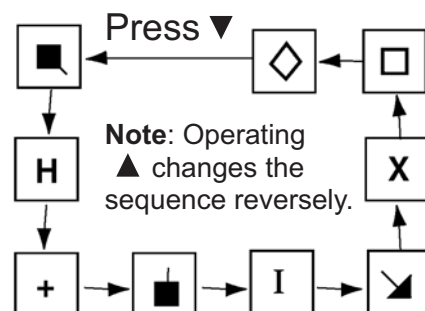 Press ▼
Note: Operating
▲ changes the
sequence reversely.
H
X
+
I